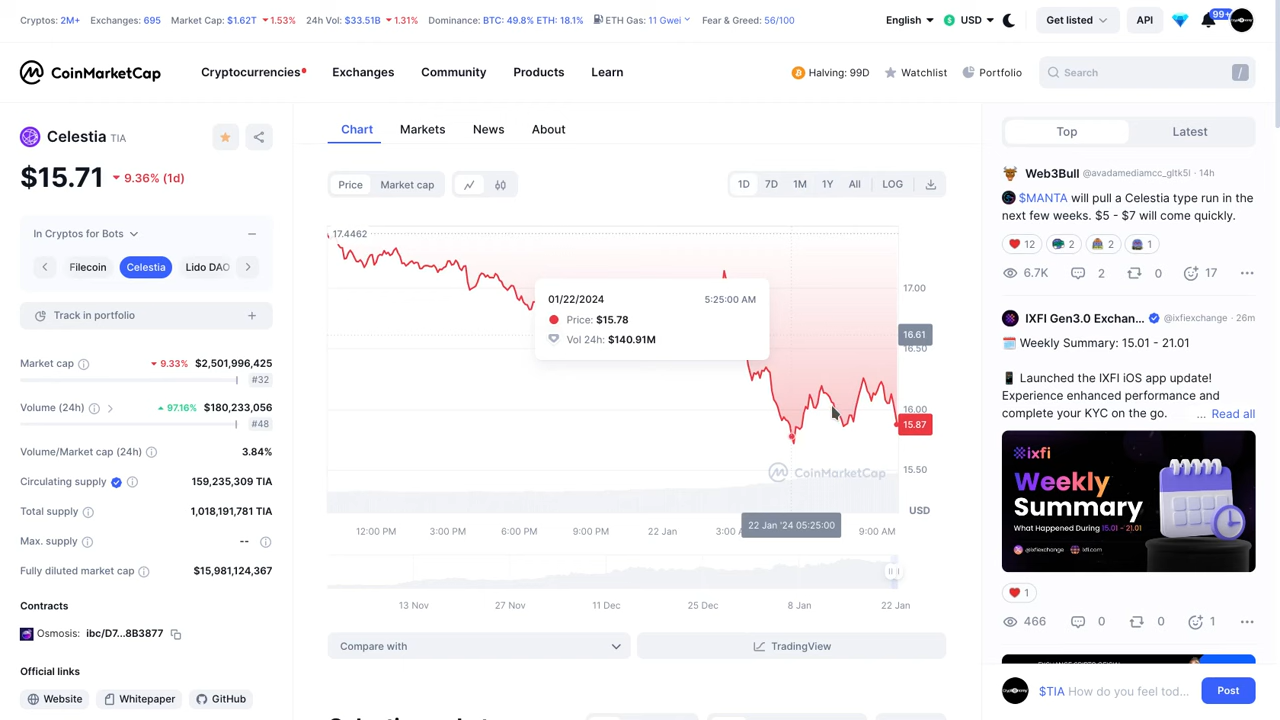 Cryptos: 2M+ Exchanges: 695 Market Cap: $1.62T 1.53% 24h Vol: $33.51B 1.31% Dominance: BTC: 49.8% ETH: 18.1% ETH Gas: 11 Gwei Fear & Greed: 56/100
English USD Get listed API 99+
CoinMarketCap Cryptocurrencies Exchanges Community Products Learn Halving: 99D Watchlist Portfolio Search /
Celestia TIA
$15.71 9.36% (1d)
In Cryptos for Bots
Filecoin Celestia Lido DAO
Track in portfolio
Market cap 9.33% $2,501,996,425
#32
Volume (24h) 97.16% $180,233,056
#48
Volume/Market cap (24h) 3.84%
Circulating supply 159,235,309 TIA
Total supply 1,018,191,781 TIA
Max. supply --
Fully diluted market cap $15,981,124,367
Contracts
Osmosis: ibc/D7...8B3877
Official links
Website Whitepaper GitHub
Chart Markets News About
Price Market cap 1D 7D 1M 1Y All LOG
17.4462
17.00
16.61
16.50
16.00
15.87
15.50
USD
01/22/2024 5:25:00 AM
Price: $15.78
Vol 24h: $140.91M
CoinMarketCap
12:00 PM 3:00 PM 6:00 PM 9:00 PM 22 Jan 3:00 A 22 Jan '24 05:25:00 9:00 AM
13 Nov 27 Nov 11 Dec 25 Dec 8 Jan 22 Jan
Compare with TradingView
Top Latest
Web3Bull @avadamediamcc_gltk5l · 14h
$MANTA will pull a Celestia type run in the
next few weeks. $5 - $7 will come quickly.
12 2 2 1
6.7K 2 0 17
IXFI Gen3.0 Exchan... @ixfiexchange · 26m
Weekly Summary: 15.01 - 21.01
Launched the IXFI iOS app update!
Experience enhanced performance and
complete your KYC on the go. ... Read all
ixfi
Weekly
Summary
What Happened During 15.01 - 21.01
@ixfiexchange ixfi.com
1
466 0 0 1
$TIA How do you feel tod... Post